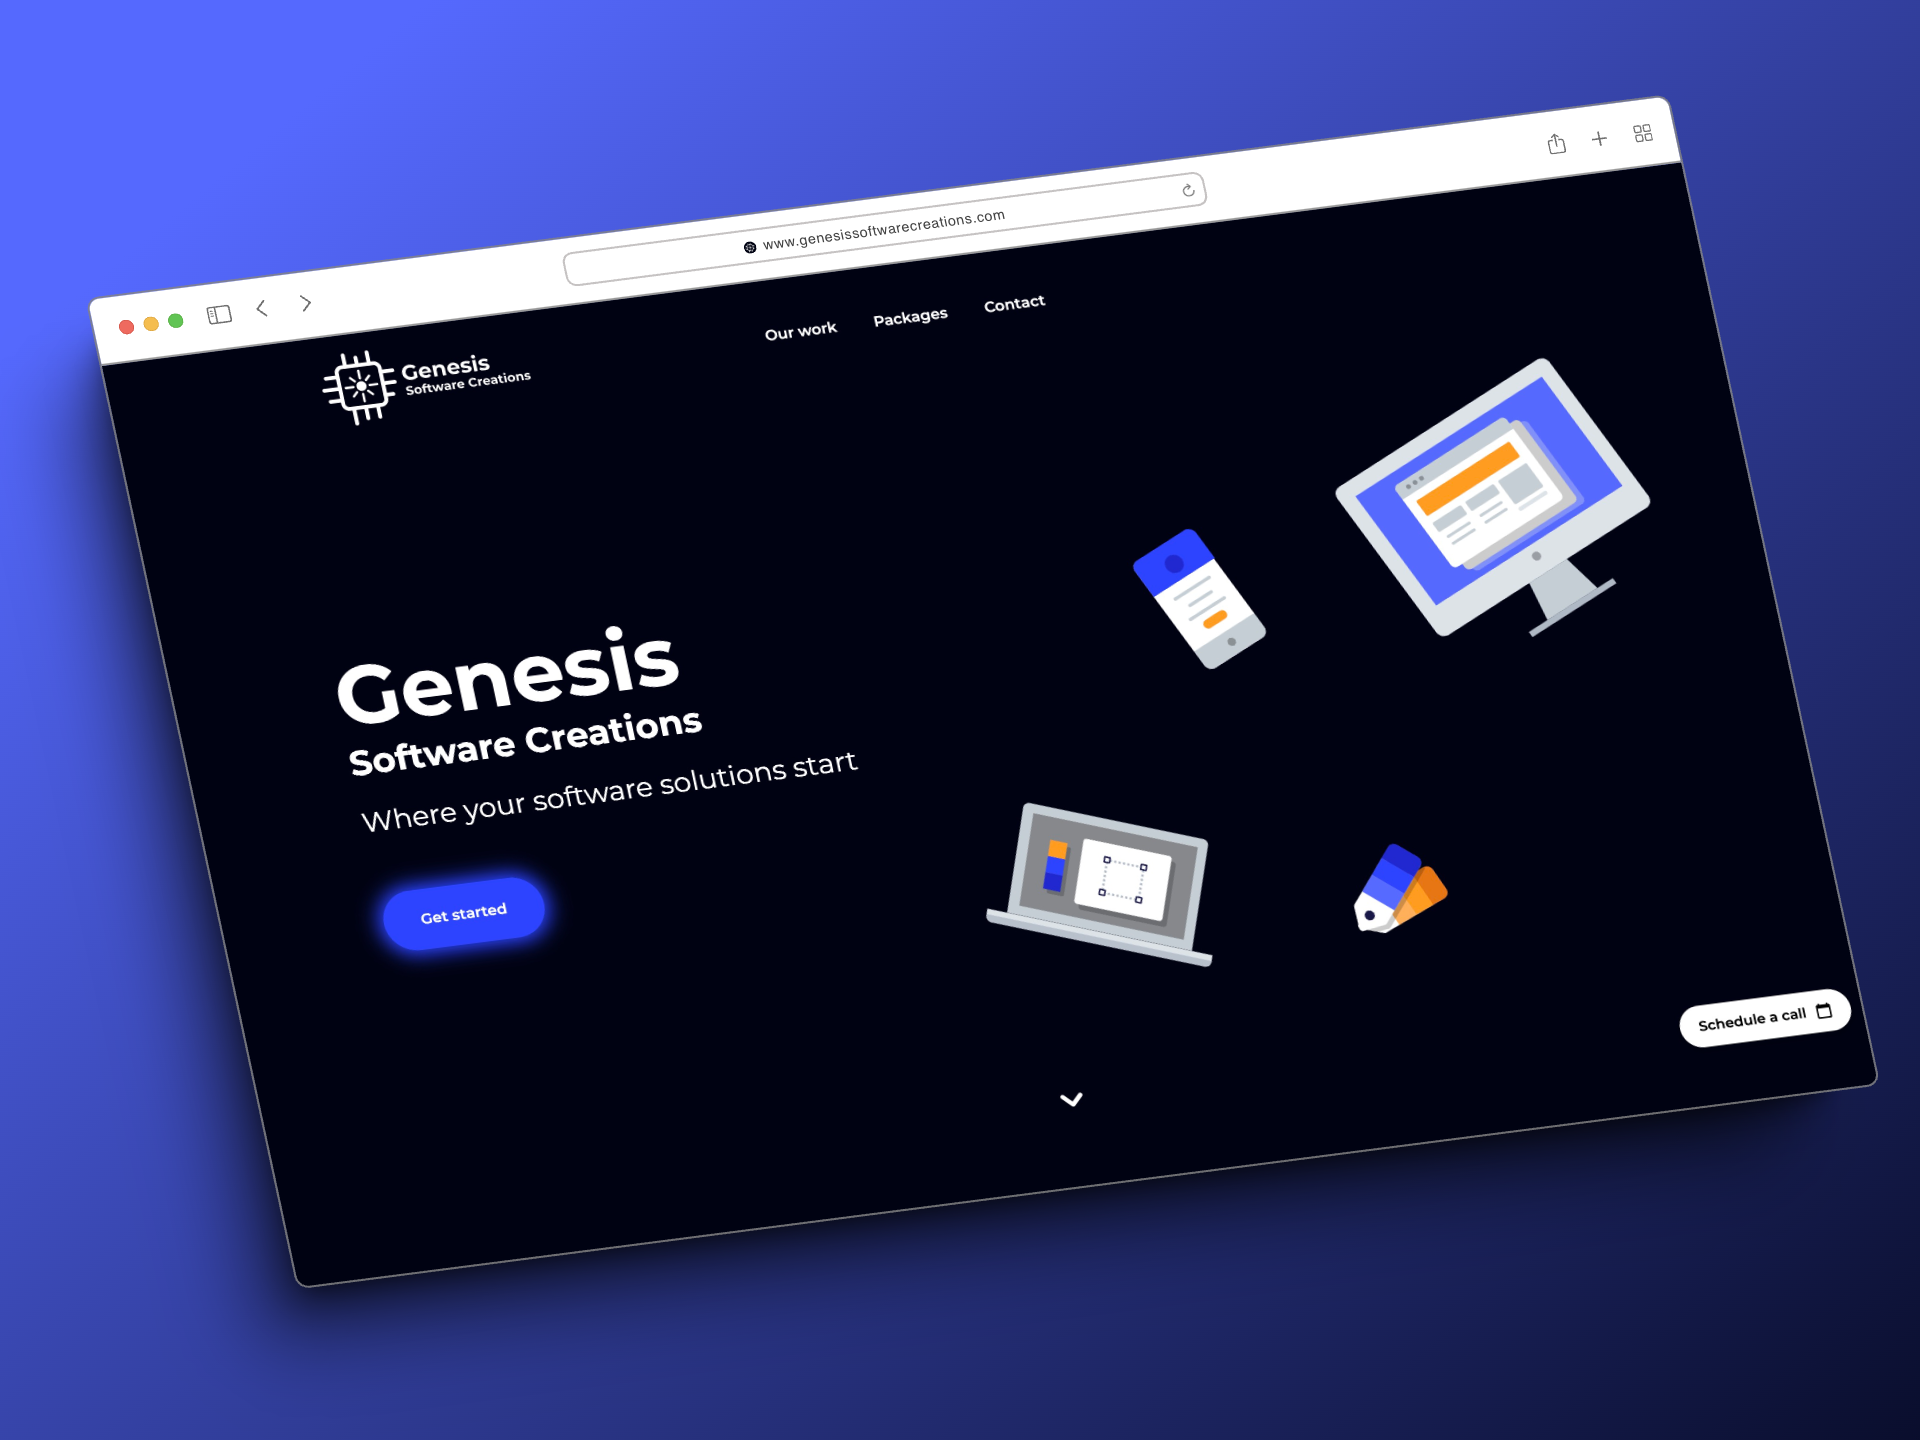 www.genesissoftwarecreations.com
Genesis
Software Creations
Our work
Packages
Contact
Genesis
Software Creations
Where your software solutions start
Get started
Schedule a call